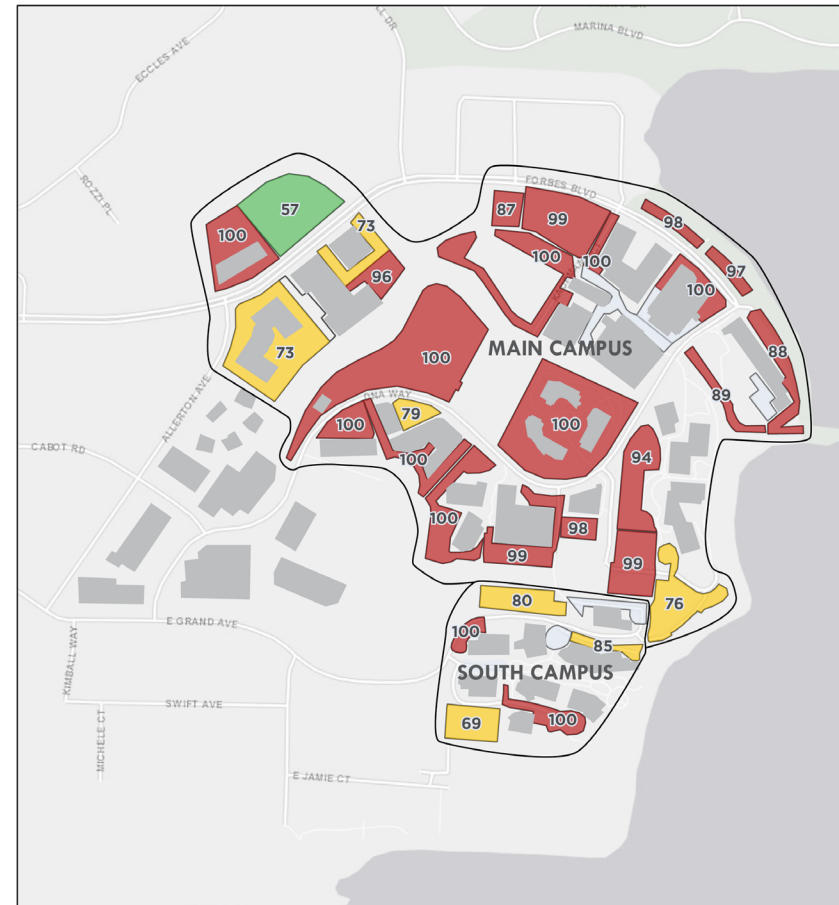 MARINA BLVD
ECCLES AVE
ROZZI PL
FORBES BLVD
57
100
73
96
87
99
98
100
100
97
100
73
100
MAIN CAMPUS
88
89
ALLERTON AVE
DNA WAY
79
100
100
100
CABOT RD
94
100
98
99
99
E GRAND AVE
80
76
100
85
SOUTH CAMPUS
KIMBALL WAY
SWIFT AVE
69
100
MICHELE CT
E JAMIE CT